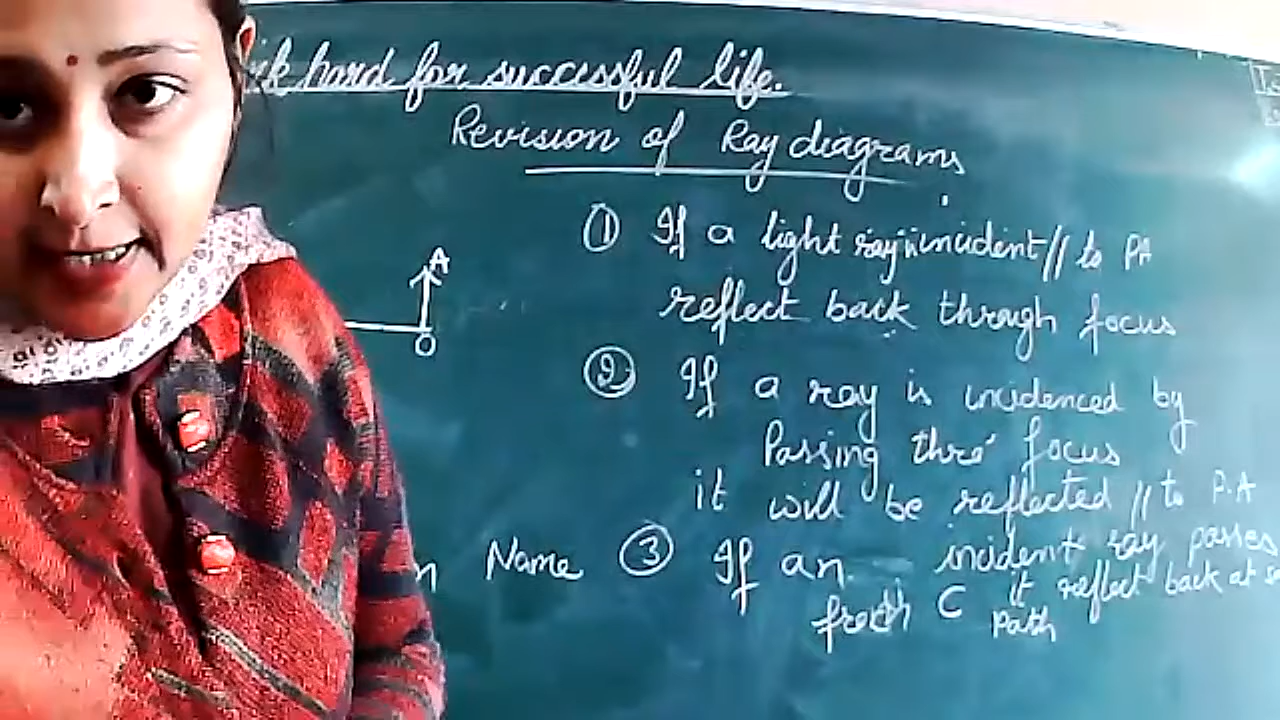 hard for successful life.
Revision of Ray diagrams
① If a light ray is incident // to PA
reflect back through focus
A
O
② If a ray is incidenced by
Passing thro' focus
it will be reflected // to P.A
Name
③ If an incident ray passes
from C it reflect back at
Path